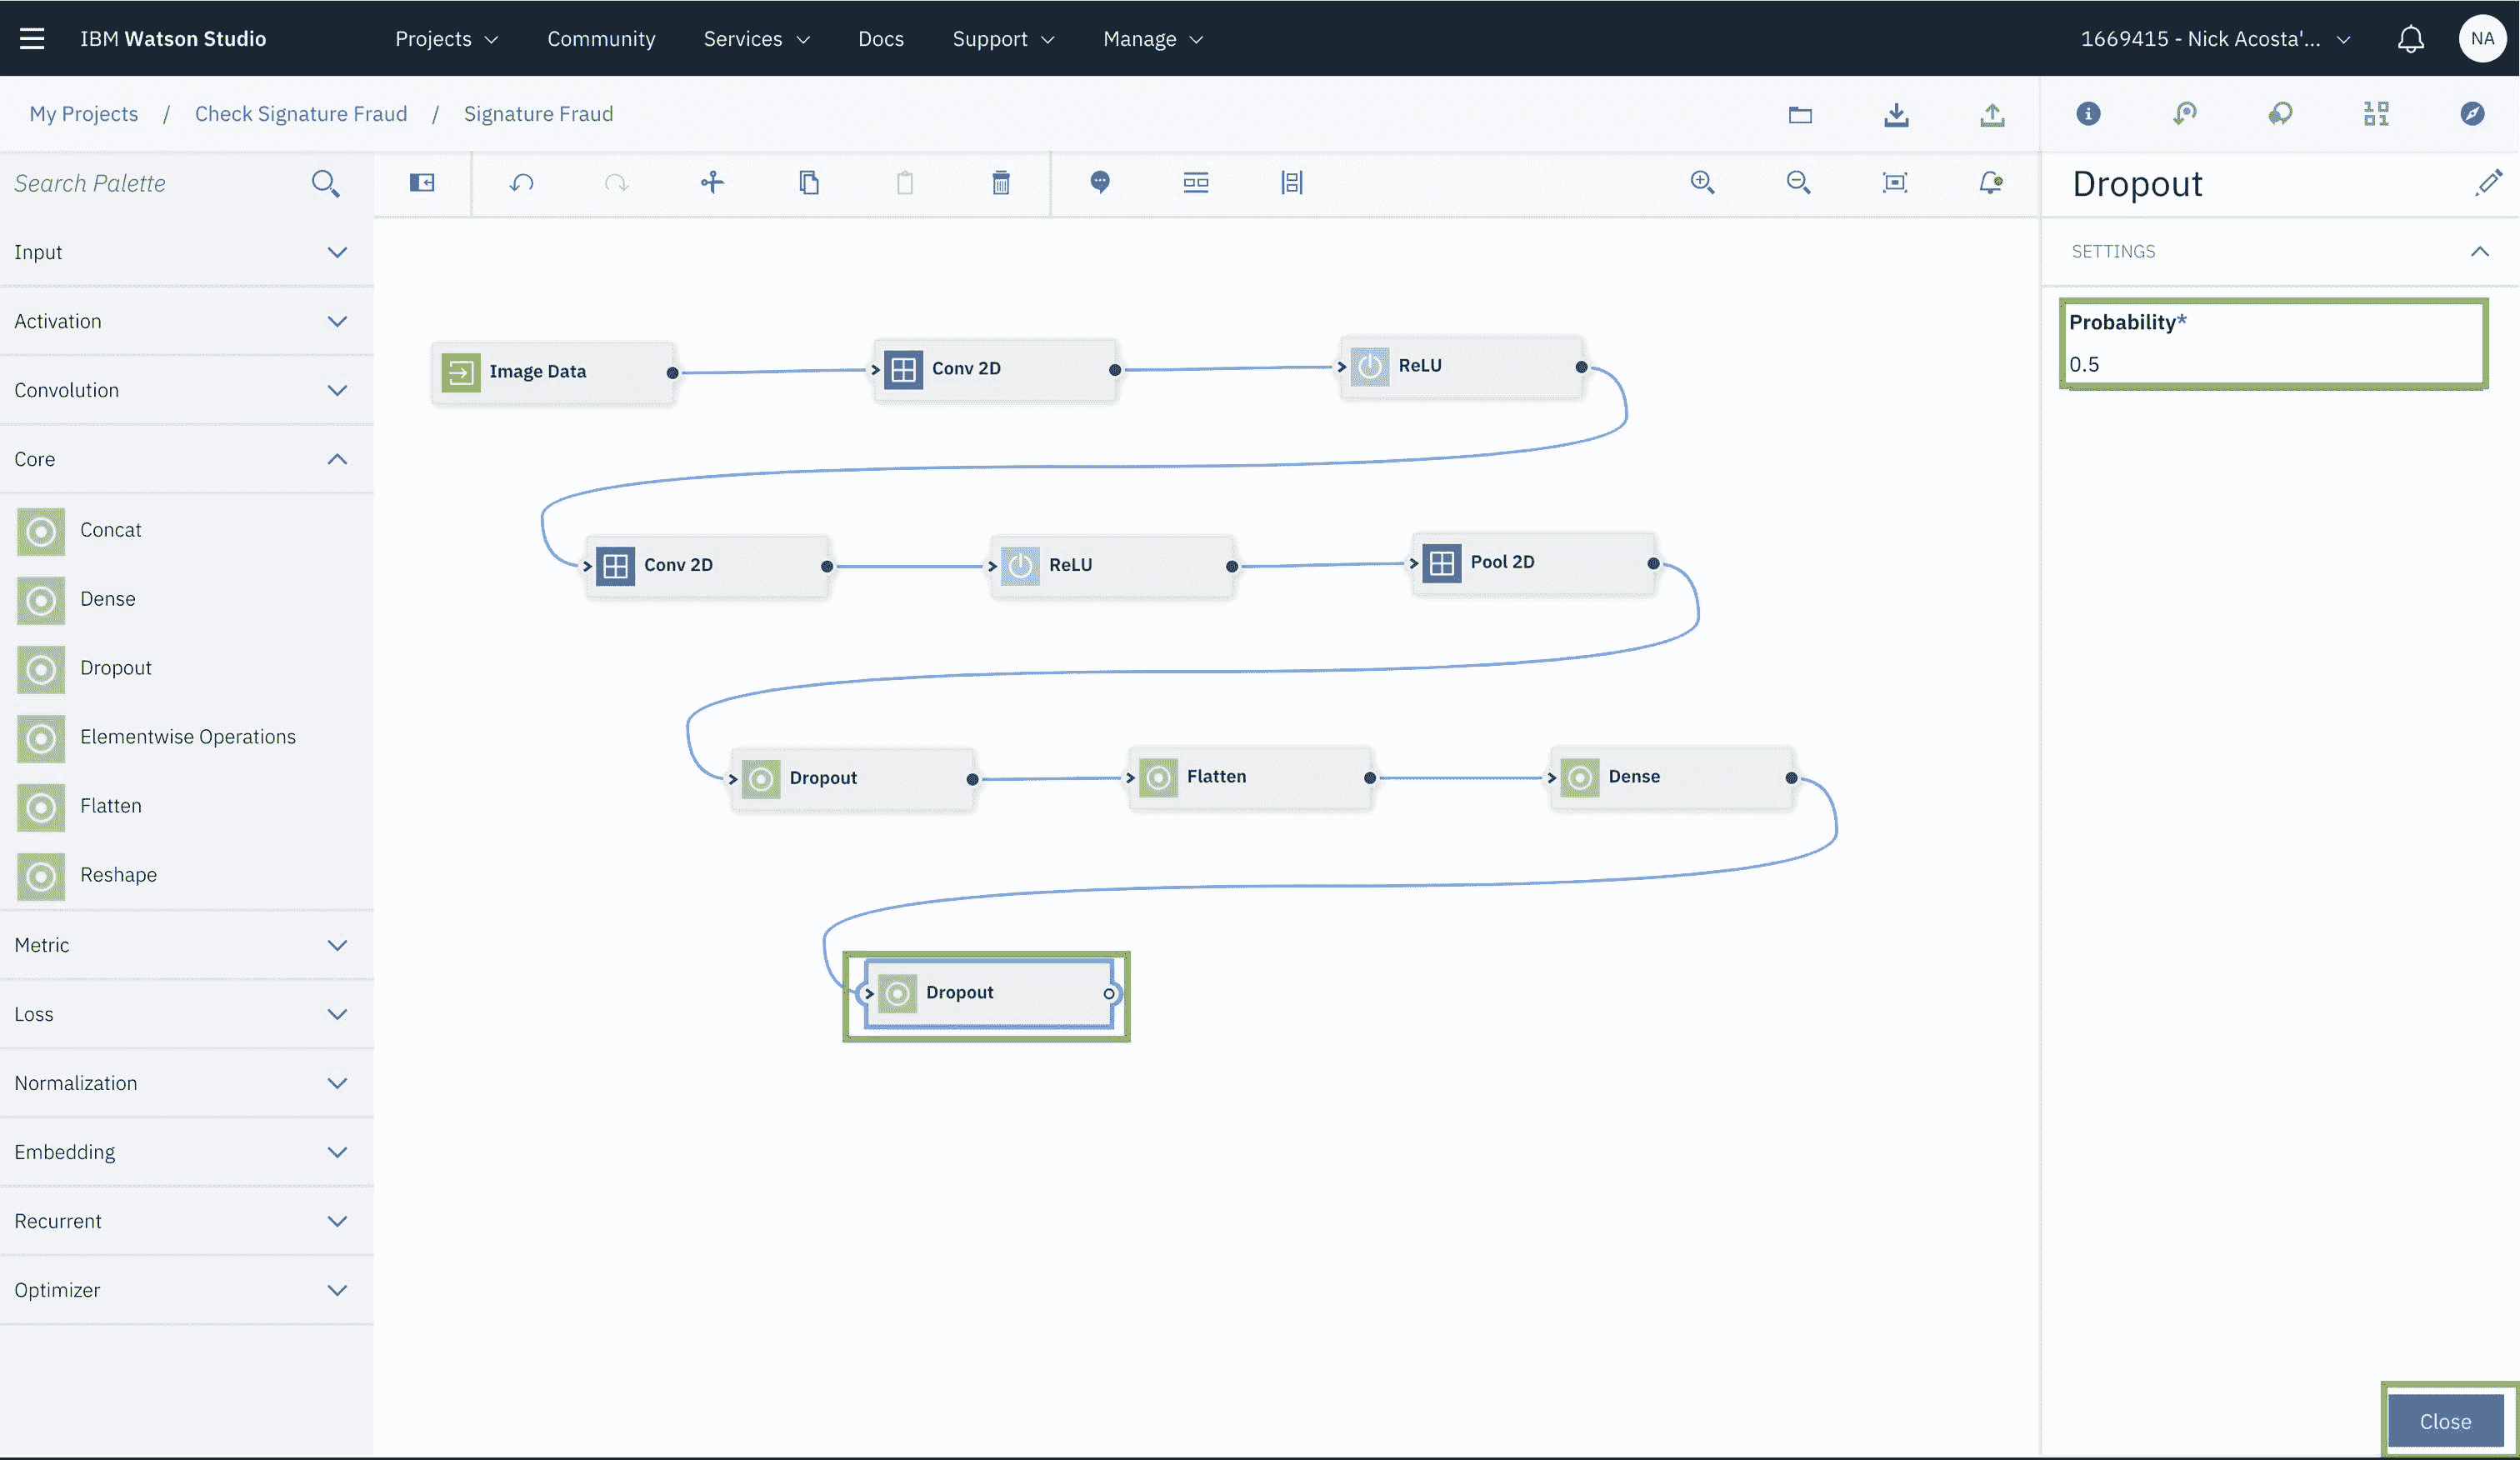 IBM Watson Studio
Projects
Community
Services
Docs
Support
Manage
1669415 - Nick Acosta'...
NA
My Projects / Check Signature Fraud / Signature Fraud
Search Palette
Input
Activation
Convolution
Core
Concat
Dense
Dropout
Elementwise Operations
Flatten
Reshape
Metric
Loss
Normalization
Embedding
Recurrent
Optimizer
Image Data
Conv 2D
ReLU
Conv 2D
ReLU
Pool 2D
Dropout
Flatten
Dense
Dropout
Dropout
SETTINGS
Probability*
0.5
Close